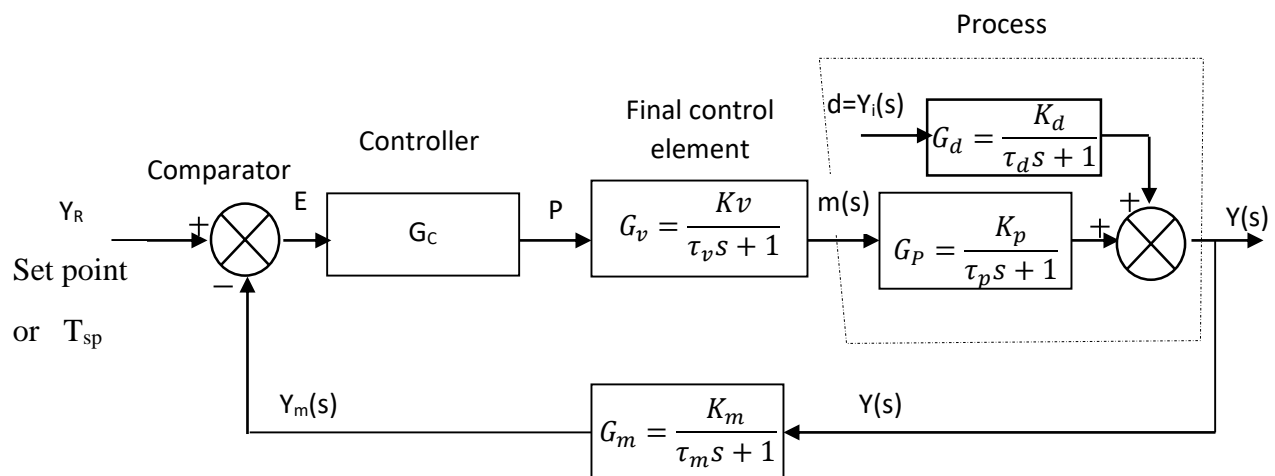 Process
d=Yᵢ(s)
G_d = K_d / (τ_d s + 1)
Final control
element
Controller
Comparator
Y_R
+
E
G_C
P
G_v = Kv / (τ_v s + 1)
m(s)
G_P = K_p / (τ_p s + 1)
+
+
Y(s)
Set point
or T_sp
−
Y_m(s)
G_m = K_m / (τ_m s + 1)
Y(s)